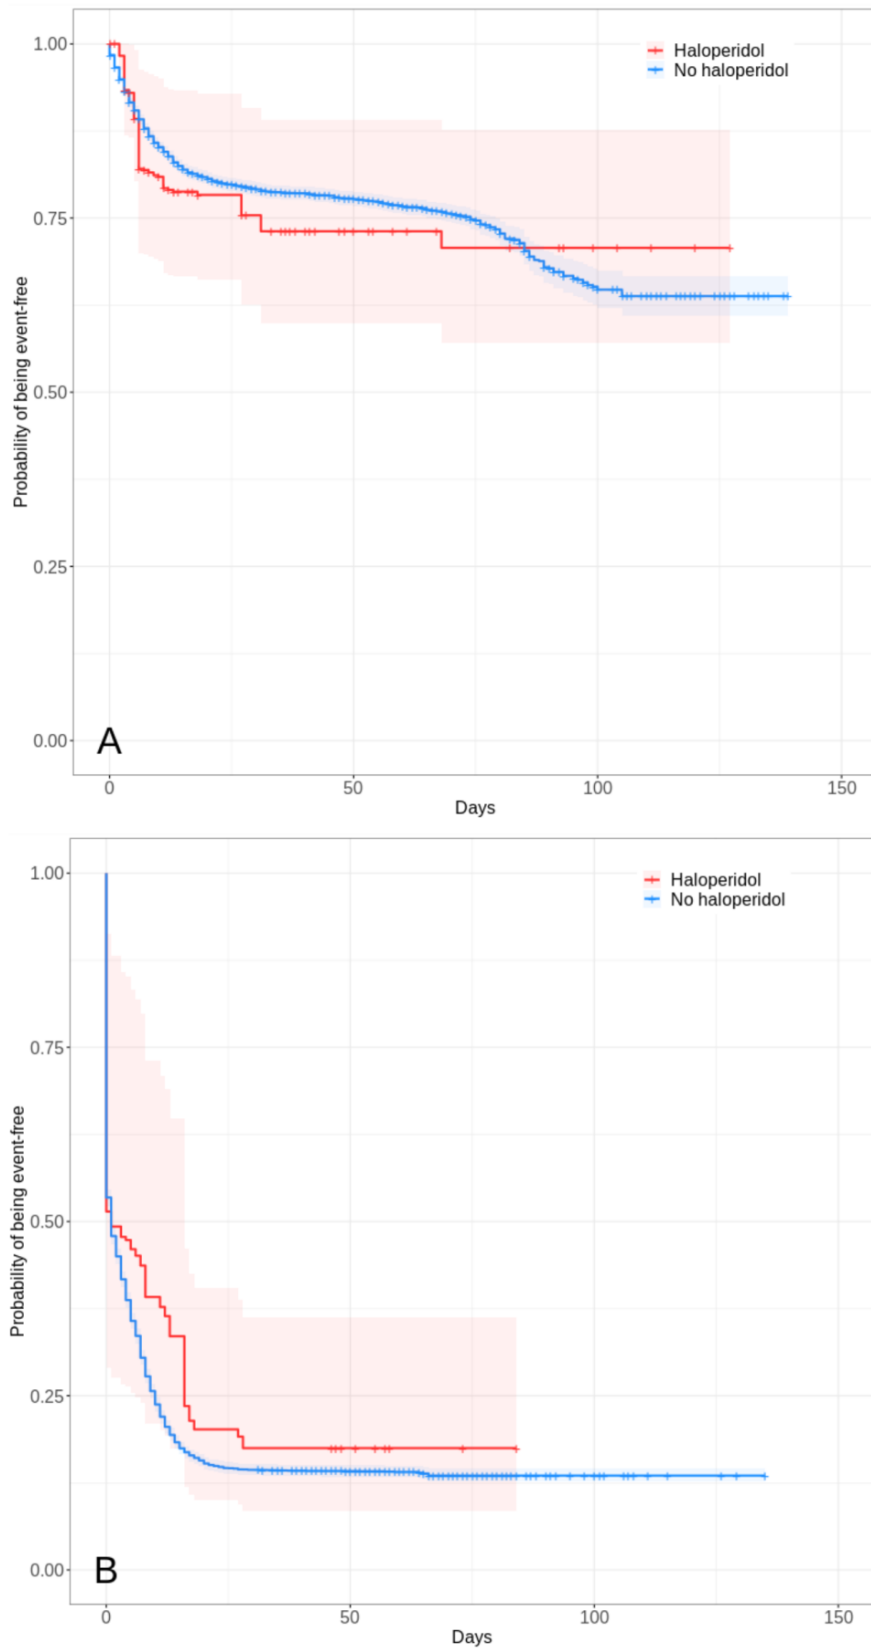 1.00
Haloperidol
No haloperidol
0.75
0.50
0.25
0.00
Probability of being event-free
A
0 50 100 150
Days
1.00
Haloperidol
No haloperidol
0.75
0.50
0.25
0.00
Probability of being event-free
B
0 50 100 150
Days